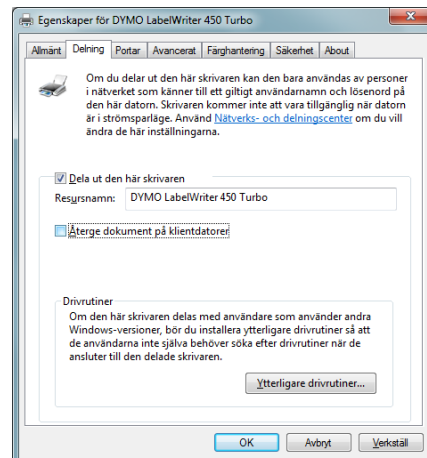 Egenskaper för DYMO LabelWriter 450 Turbo
Allmänt Delning Portar Avancerat Färghantering Säkerhet About
Om du delar ut den här skrivaren kan den bara användas av personer
i nätverket som känner till ett giltigt användarnamn och lösenord på
den här datorn. Skrivaren kommer inte att vara tillgänglig när datorn
är i strömsparläge. Använd Nätverks- och delningscenter om du vill
ändra de här inställningarna.
Dela ut den här skrivaren
Resursnamn: DYMO LabelWriter 450 Turbo
Återge dokument på klientdatorer
Drivrutiner
Om den här skrivaren delas med användare som använder andra
Windows-versioner, bör du installera ytterligare drivrutiner så att
de användarna inte själva behöver söka efter drivrutiner när de
ansluter till den delade skrivaren.
Ytterligare drivrutiner...
OK Avbryt Verkställ